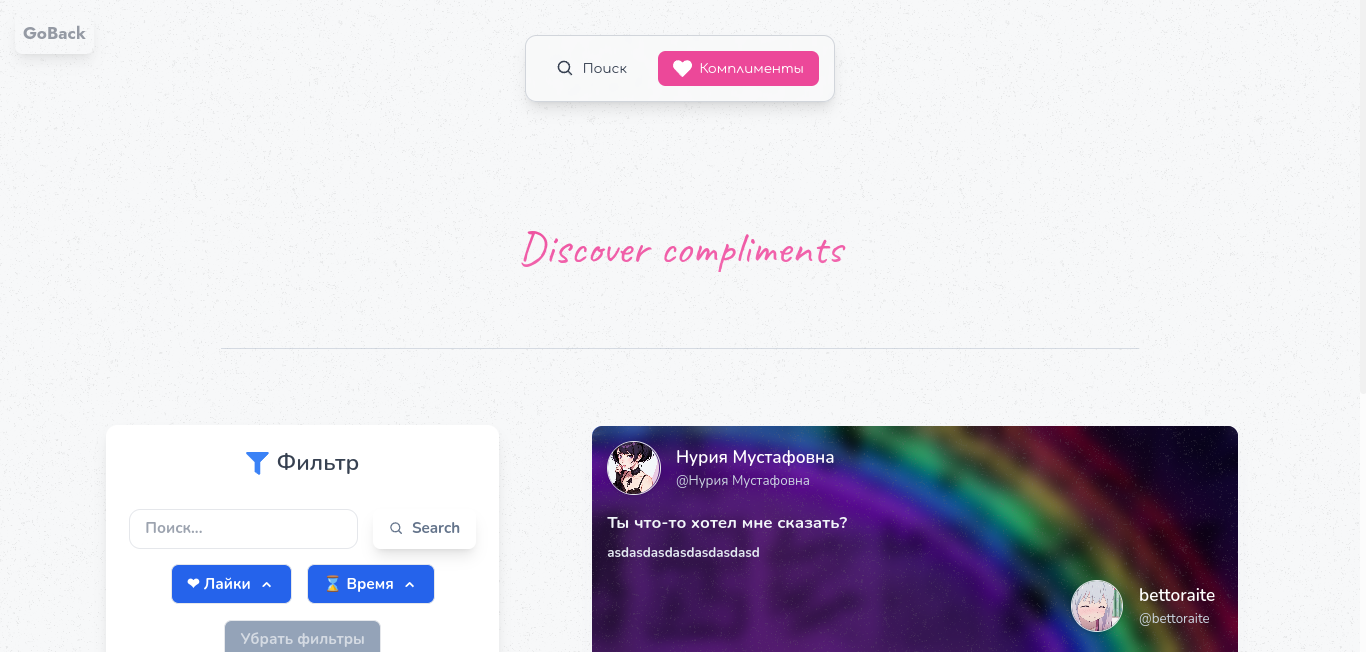 GoBack
Поиск
Комплименты
Discover compliments
Фильтр
Поиск...
Search
❤ Лайки
⌛ Время
Убрать фильтры
Нурия Мустафовна
@Нурия Мустафовна
Ты что-то хотел мне сказать?
asdasdasdasdasdasdasd
bettoraite
@bettoraite